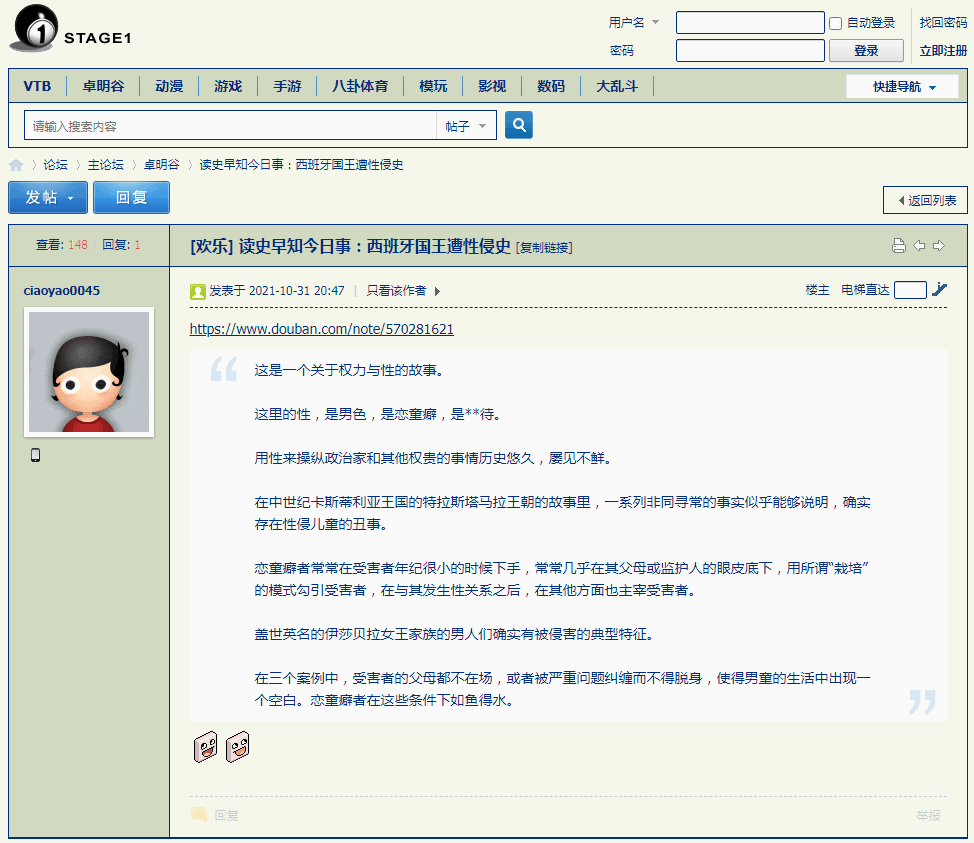 1 STAGE1
用户名
自动登录
找回密码
密码
登录
立即注册
VTB 卓明谷 动漫 游戏 手游 八卦体育 模玩 影视 数码 大乱斗 快捷导航
请输入搜索内容 帖子
论坛 主论坛 卓明谷 读史早知今日事：西班牙国王遭性侵史
发帖 回复 返回列表
查看: 148 回复: 1
[欢乐] 读史早知今日事：西班牙国王遭性侵史 [复制链接]
ciaoyao0045
发表于 2021-10-31 20:47 | 只看该作者
楼主 电梯直达
https://www.douban.com/note/570281621
这是一个关于权力与性的故事。
这里的性，是男色，是恋童癖，是**待。
用性来操纵政治家和其他权贵的事情历史悠久，屡见不鲜。
在中世纪卡斯蒂利亚王国的特拉斯塔马拉王朝的故事里，一系列非同寻常的事实似乎能够说明，确实
存在性侵儿童的丑事。
恋童癖者常常在受害者年纪很小的时候下手，常常几乎在其父母或监护人的眼皮底下，用所谓“栽培”
的模式勾引受害者，在与其发生性关系之后，在其他方面也主宰受害者。
盖世英名的伊莎贝拉女王家族的男人们确实有被侵害的典型特征。
在三个案例中，受害者的父母都不在场，或者被严重问题纠缠而不得脱身，使得男童的生活中出现一
个空白。恋童癖者在这些条件下如鱼得水。
回复
举报